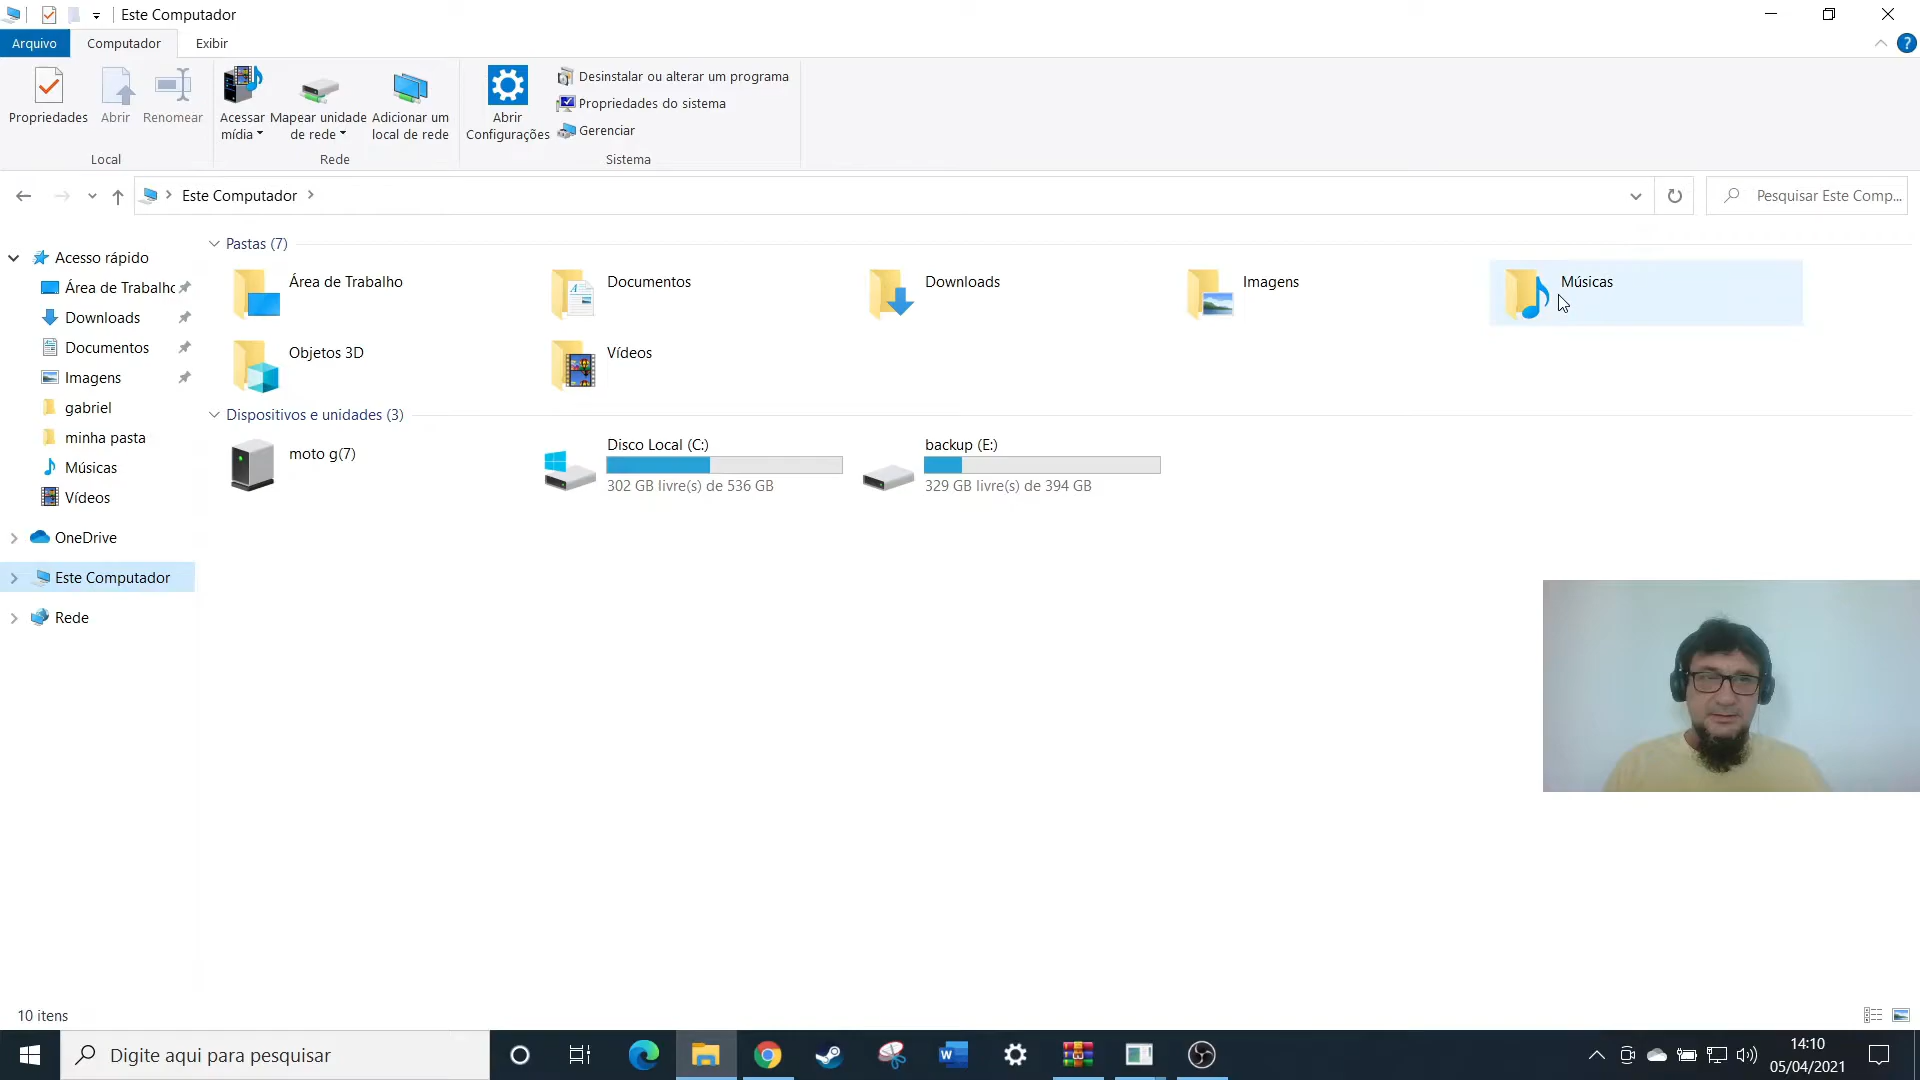 Este Computador
Arquivo
Computador
Exibir
Propriedades
Abrir
Renomear
Acessar
mídia
Mapear unidade
de rede
Adicionar um
local de rede
Abrir
Configurações
Desinstalar ou alterar um programa
Propriedades do sistema
Gerenciar
Local
Rede
Sistema
Este Computador
Pesquisar Este Comp...
Acesso rápido
Área de Trabalho
Downloads
Documentos
Imagens
gabriel
minha pasta
Músicas
Vídeos
OneDrive
Este Computador
Rede
Pastas (7)
Área de Trabalho
Documentos
Downloads
Imagens
Músicas
Objetos 3D
Vídeos
Dispositivos e unidades (3)
moto g(7)
Disco Local (C:)
302 GB livre(s) de 536 GB
backup (E:)
329 GB livre(s) de 394 GB
10 itens
Digite aqui para pesquisar
14:10
05/04/2021